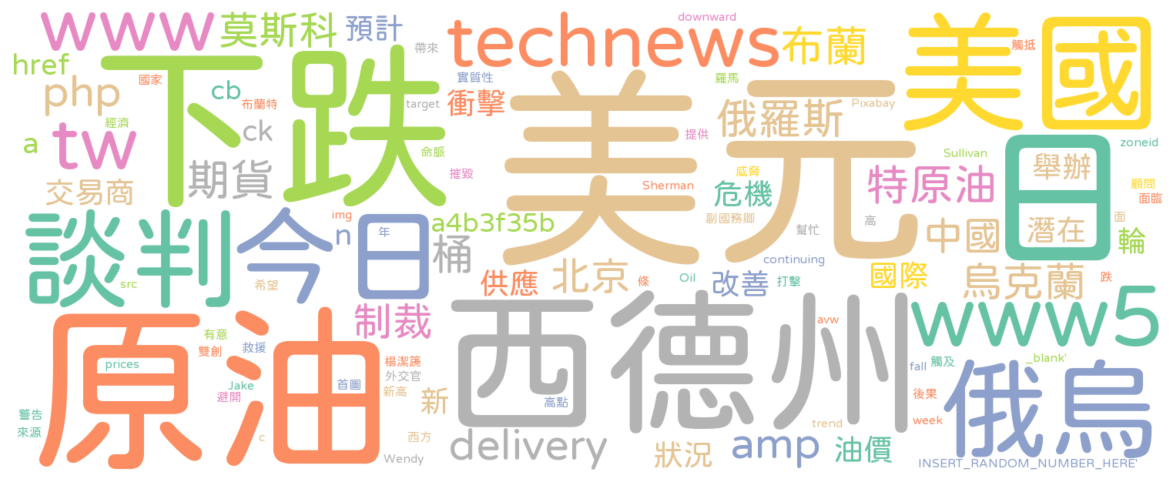 www
莫斯科
預計
downward
technews
布蘭
美國
觸抵
href
國家
帶來
實質性
羅馬
php
cb
布蘭特
target
衝擊
下跌
美元
俄羅斯
Pixabay
經濟
ck
提供
a
tw
命脈
zoneid
期貨
摧毀
Sherman
威脅
危機
Sullivan
特原油
日
舉辦
顧問
面臨
交易商
副國務卿
高
潛在
面
談判
今日
img
n
年
a4b3f35b
桶
幫忙
中國
輪
希望
src
供應
北京
條
Oil
continuing
改善
打擊
國際
烏克蘭
跌
制裁
西德州
www5
原油
有意
雙創
救援
prices
楊潔篪
外交官
avw
fall
觸及
_blank'
俄烏
Jake
避開
首圖
新高
新
高點
後果
警告
來源
c
西方
trend
week
Wendy
delivery
狀況
amp
油價
INSERT_RANDOM_NUMBER_HERE'